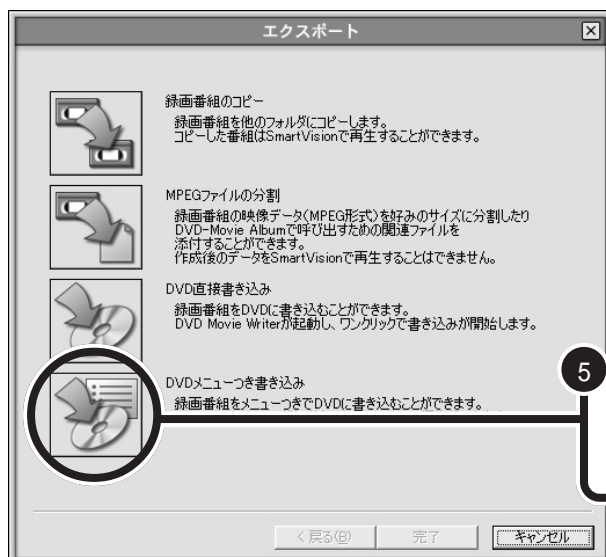 エクスポート
録画番組のコピー
録画番組を他のフォルダにコピーします。
コピーした番組はSmartVisionで再生することができます。
MPEGファイルの分割
録画番組の映像データ(MPEG形式)を好みのサイズに分割したり
DVD-Movie Albumで呼び出すための関連ファイルを
添付することができます。
作成後のデータをSmartVisionで再生することはできません。
DVD直接書き込み
録画番組をDVDに書き込むことができます。
DVD Movie Writerが起動し、ワンクリックで書き込みが開始します。
DVDメニューつき書き込み
録画番組をメニューつきでDVDに書き込むことができます。
5
< 戻る(B)
完了
キャンセル